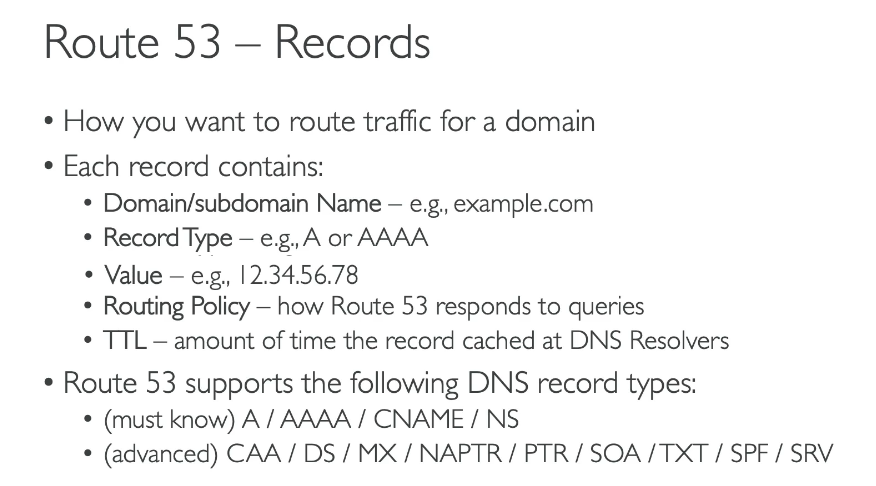 Route 53 – Records
• How you want to route traffic for a domain
• Each record contains:
• Domain/subdomain Name – e.g., example.com
• Record Type – e.g., A or AAAA
• Value – e.g., 12.34.56.78
• Routing Policy – how Route 53 responds to queries
• TTL – amount of time the record cached at DNS Resolvers
• Route 53 supports the following DNS record types:
• (must know) A / AAAA / CNAME / NS
• (advanced) CAA / DS / MX / NAPTR / PTR / SOA / TXT / SPF / SRV